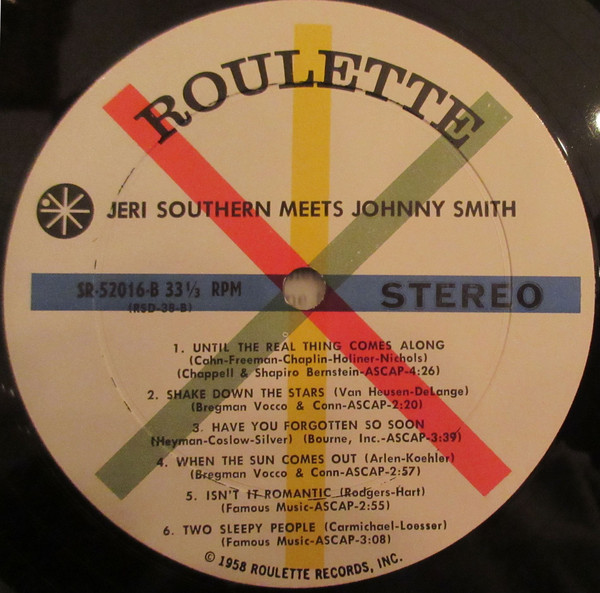 ROULETTE
JERI SOUTHERN MEETS JOHNNY SMITH
SR-52016-B 33 1/3 RPM STEREO
(RSD-38-B)
1. UNTIL THE REAL THING COMES ALONG
(Cahn-Freeman-Chaplin-Holiner-Nichols)
(Chappell & Shapiro Bernstein-ASCAP-4:26)
2. SHAKE DOWN THE STARS (Van Heusen-DeLange)
(Bregman Vocco & Conn-ASCAP-2:20)
3. HAVE YOU FORGOTTEN SO SOON
(Heyman-Coslow-Silver) (Bourne, Inc.-ASCAP-3:39)
4. WHEN THE SUN COMES OUT (Arlen-Koehler)
(Bregman Vocco & Conn-ASCAP-2:57)
5. ISN'T IT ROMANTIC (Rodgers-Hart)
(Famous Music-ASCAP-2:55)
6. TWO SLEEPY PEOPLE (Carmichael-Loesser)
(Famous Music-ASCAP-3:08)
© 1958 ROULETTE RECORDS, INC.